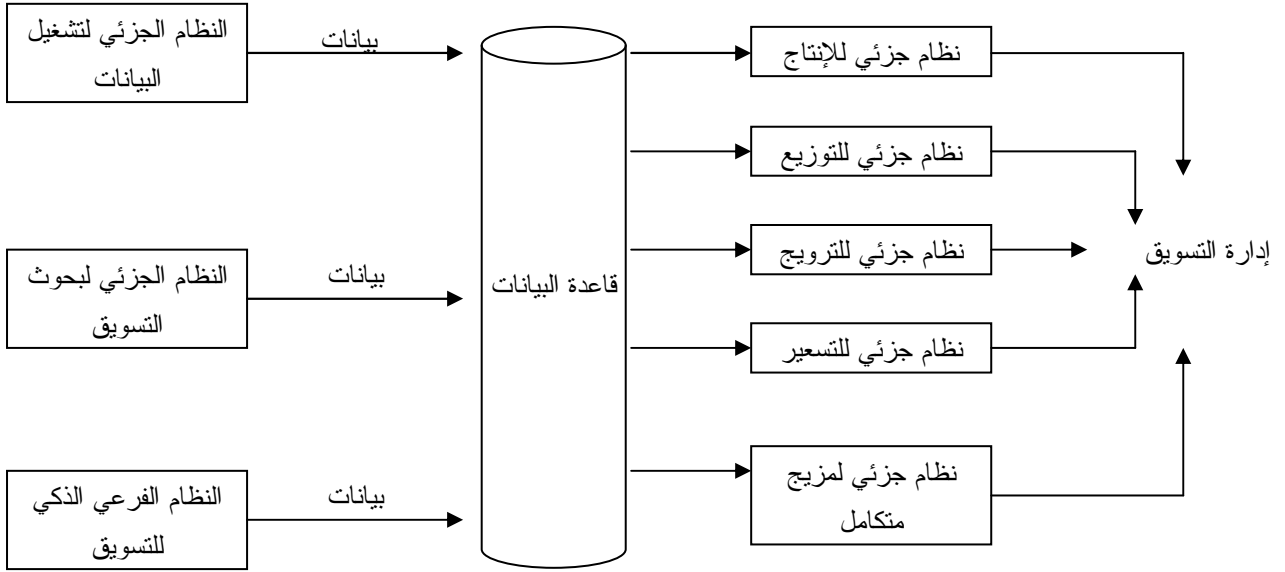 النظام الجزئي لتشغيل
البيانات
بيانات
النظام الجزئي لبحوث
التسويق
بيانات
النظام الفرعي الذكي
للتسويق
بيانات
قاعدة البيانات
نظام جزئي للإنتاج
نظام جزئي للتوزيع
نظام جزئي للترويج
نظام جزئي للتسعير
نظام جزئي لمزيج
متكامل
إدارة التسويق